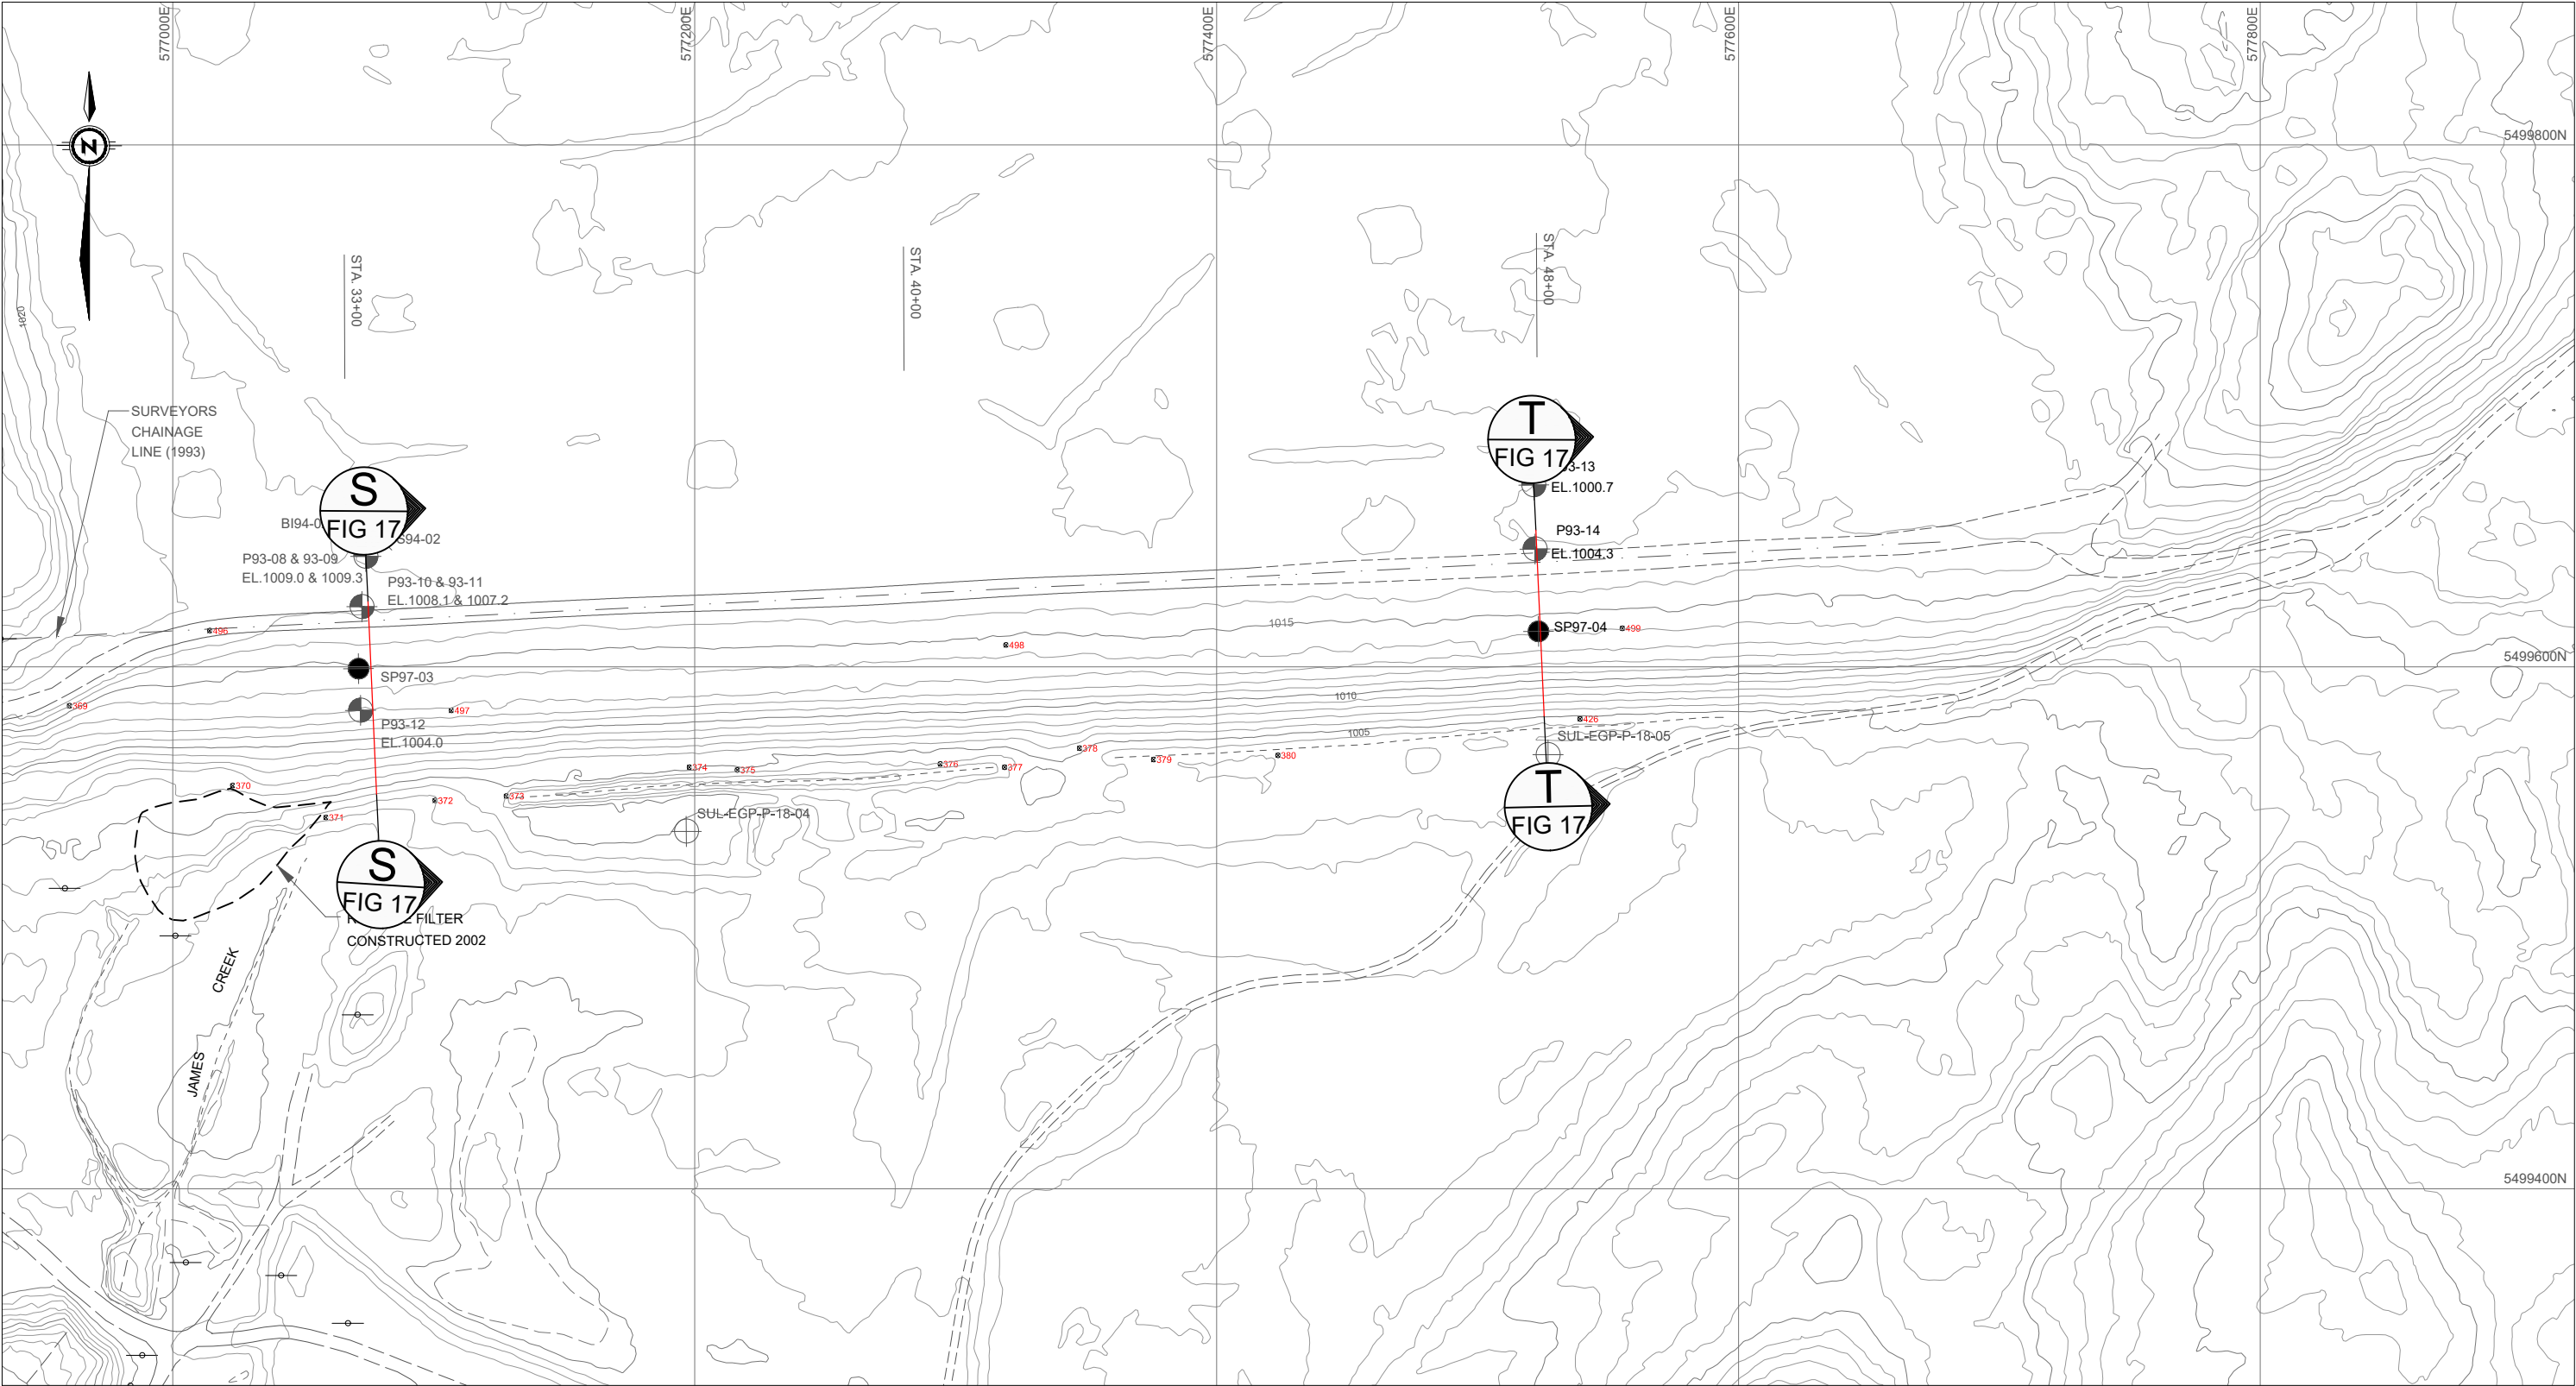 577000E
577200E
577400E
577600E
577800E
5499800N
N
STA. 33+00
STA. 40+00
STA. 48+00
1020
SURVEYORS
CHAINAGE
LINE (1993)
T
FIG 17
EL.1000.7
S
FIG 17
S94-02
P93-14
EL.1004.3
P93-08 & 93-09
EL.1009.0 & 1009.3
P93-10 & 93-11
EL.1008.1 & 1007.2
496
498
1015
SP97-04
499
5499600N
SP97-03
369
497
1010
P93-12
EL.1004.0
426
1005
SUL-EGP-P-18-05
378
379
380
374
375
376
377
370
373
372
371
SUL-EGP-P-18-04
T
FIG 17
S
FIG 17
FILTER
CONSTRUCTED 2002
CREEK
JAMES
5499400N